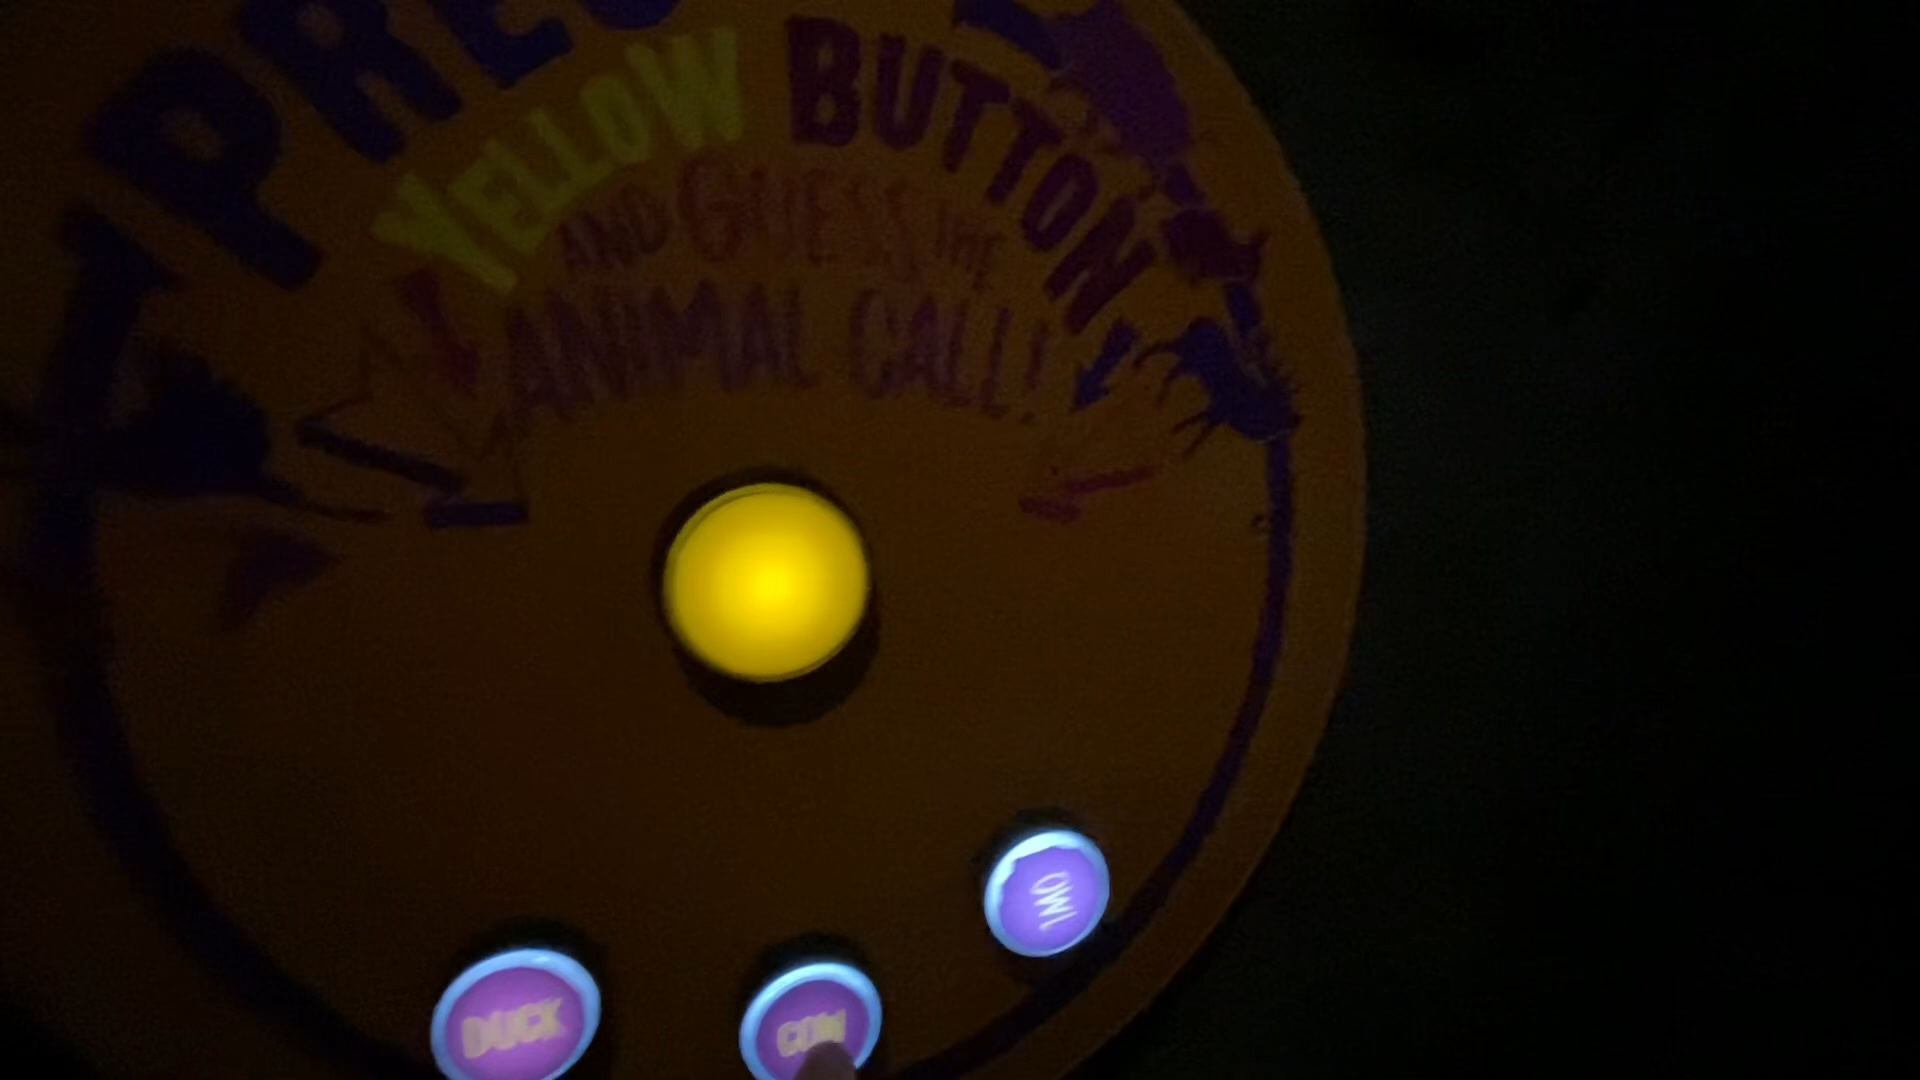 YELLOW BUTTON
AND GUESS THE
ANIMAL CALL!
OWL
DUCK
COW